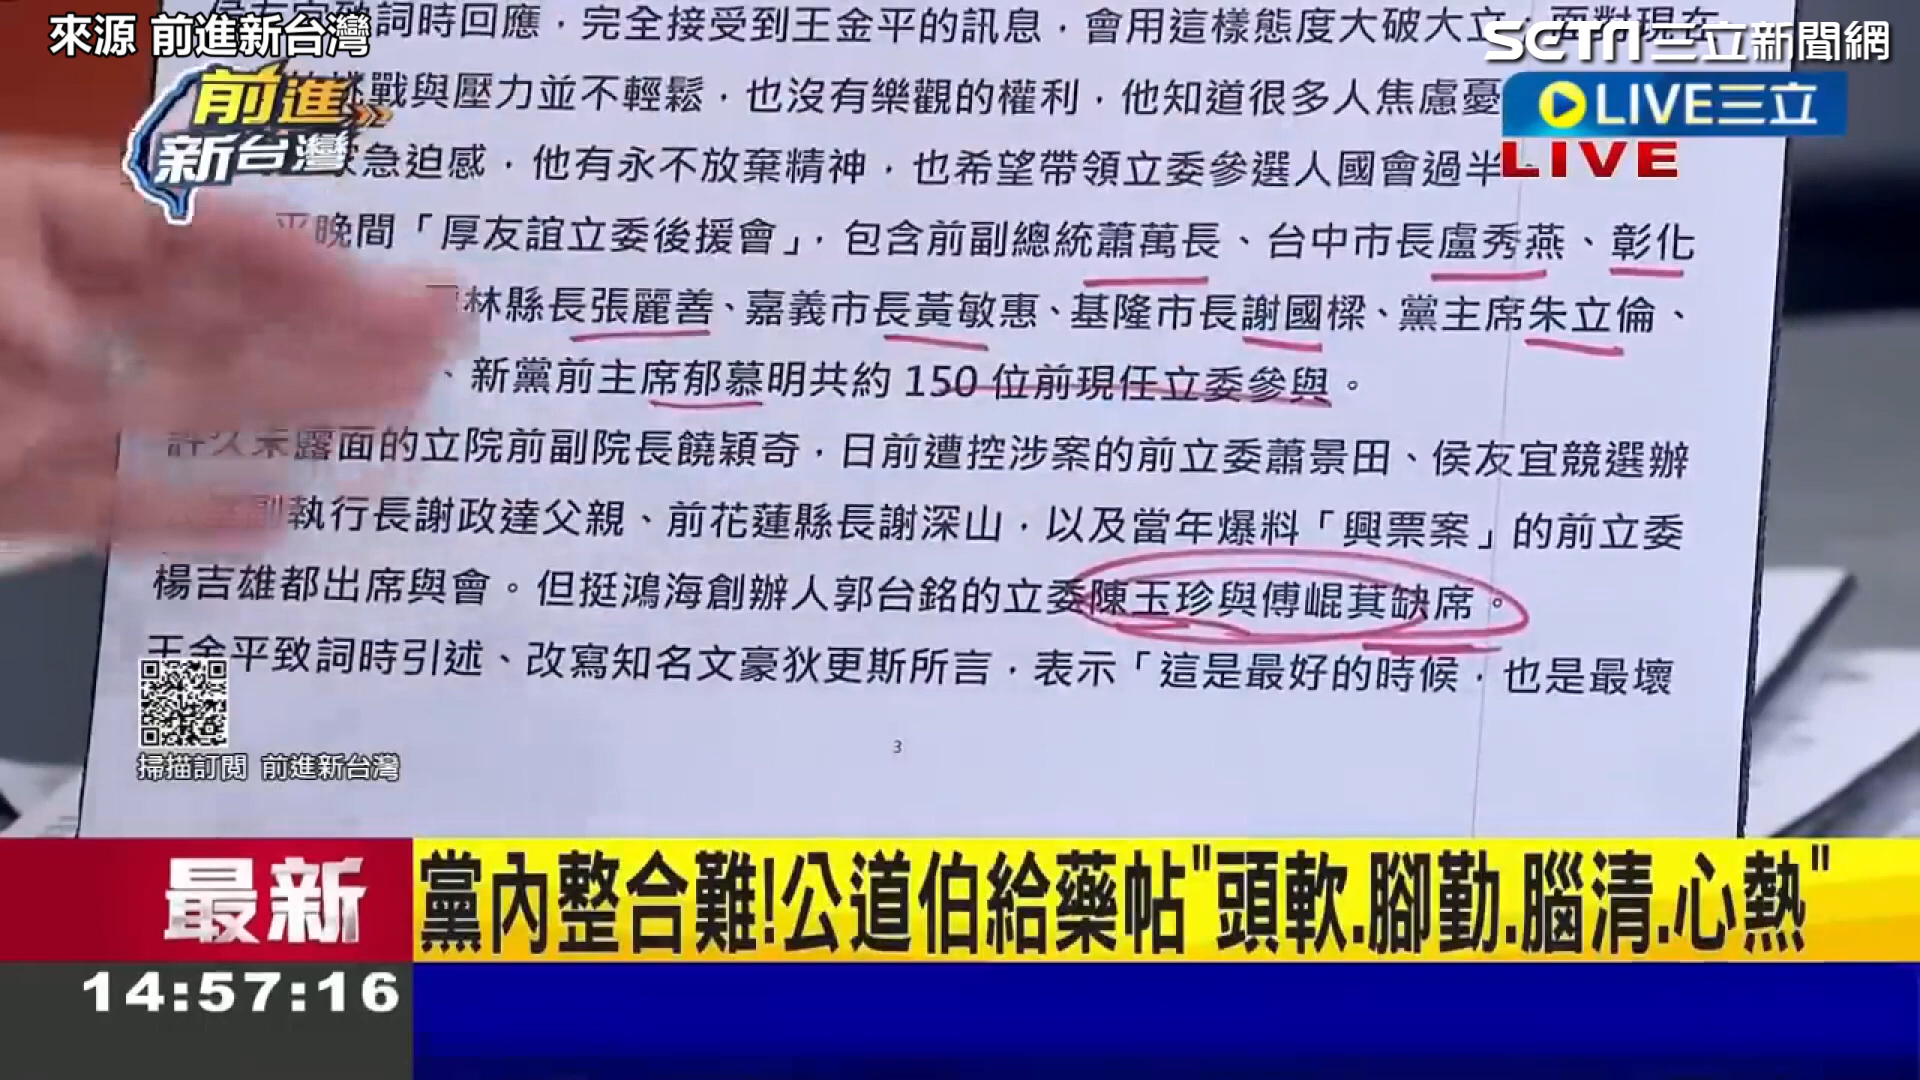 來源 前進新台灣
SETN三立新聞網
LIVE三立
LIVE
前進新台灣
致詞時回應，完全接受到王金平的訊息，會用這樣態度大破大立，面對現在
挑戰與壓力並不輕鬆，也沒有樂觀的權利，他知道很多人焦慮憂
急迫感，他有永不放棄精神，也希望帶領立委參選人國會過半。
平晚間「厚友誼立委後援會」，包含前副總統蕭萬長、台中市長盧秀燕、彰化
林縣長張麗善、嘉義市長黃敏惠、基隆市長謝國樑、黨主席朱立倫、
、新黨前主席郁慕明共約 150 位前現任立委參與。
許久未露面的立院前副院長饒穎奇，日前遭控涉案的前立委蕭景田、侯友宜競選辦
副執行長謝政達父親、前花蓮縣長謝深山，以及當年爆料「興票案」的前立委
楊吉雄都出席與會。但挺鴻海創辦人郭台銘的立委陳玉珍與傅崐萁缺席。
王金平致詞時引述、改寫知名文豪狄更斯所言，表示「這是最好的時候，也是最壞
3
掃描訂閱 前進新台灣
最新 黨內整合難!公道伯給藥帖"頭軟.腳勤.腦清.心熱"
14:57:16